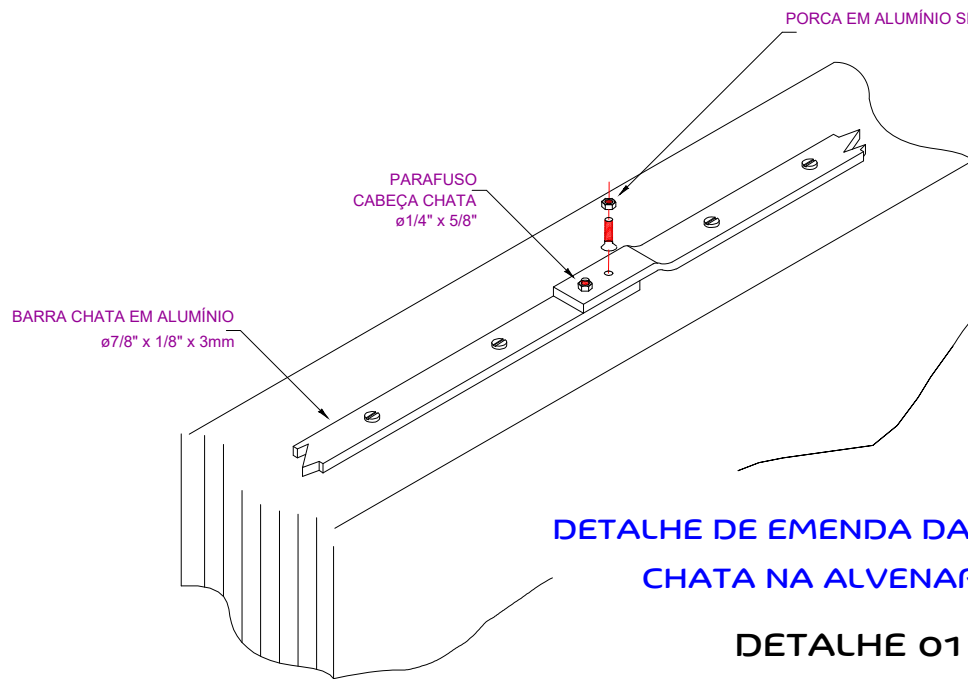 PORCA EM ALUMÍNIO
PARAFUSO
CABEÇA CHATA
ø1/4" x 5/8"
BARRA CHATA EM ALUMÍNIO
ø7/8" x 1/8" x 3mm
DETALHE DE EMENDA DA
CHATA NA
DETALHE 01